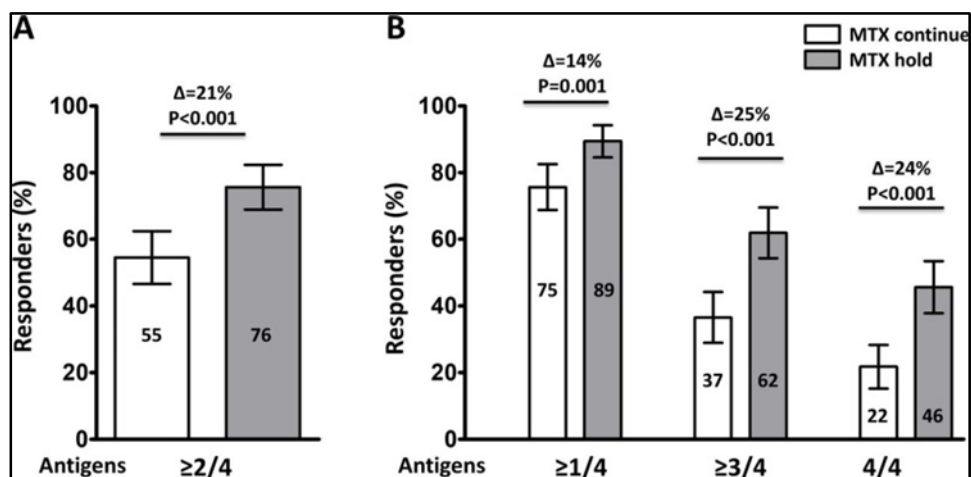 A
Δ=21%
P<0.001
Responders (%)
100
80
60
40
20
0
55
76
Antigens
≥2/4
B
MTX continue
MTX hold
Δ=14%
P=0.001
Δ=25%
P<0.001
Δ=24%
P<0.001
Responders (%)
100
80
60
40
20
0
75
89
37
62
22
46
Antigens
≥1/4
≥3/4
4/4